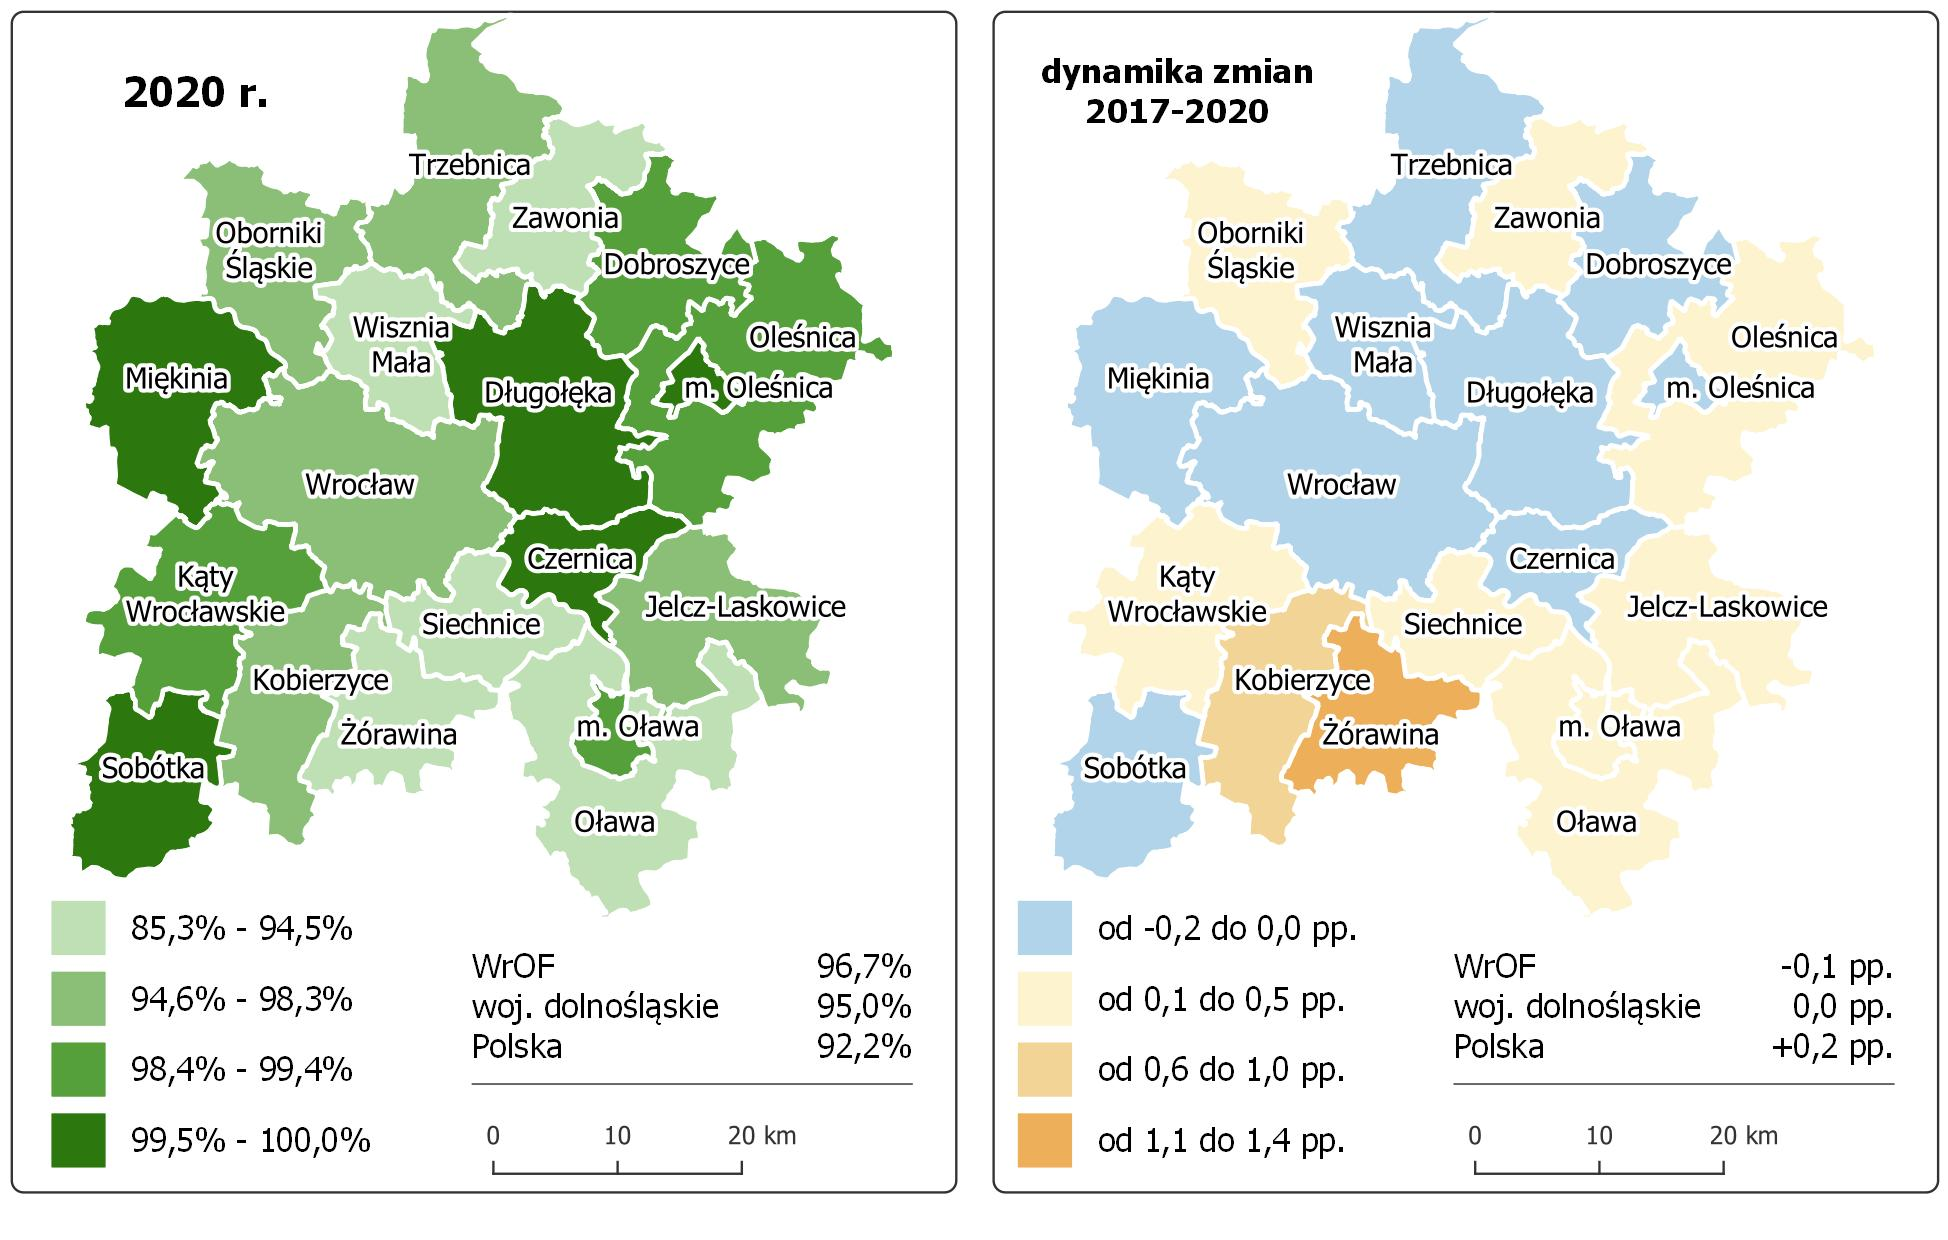 2020 r.
Trzebnica
Zawonia
Oborniki
Śląskie
Dobroszyce
Wisznia
Mała
Oleśnica
Miękinia
Długołęka
m. Oleśnica
Wrocław
Czernica
Kąty
Wrocławskie
Siechnice
Jelcz-Laskowice
Kobierzyce
Żórawina
m. Oława
Sobótka
Oława
85,3% - 94,5%
94,6% - 98,3%
98,4% - 99,4%
99,5% - 100,0%
WrOF 96,7%
woj. dolnośląskie 95,0%
Polska 92,2%
0 10 20 km
dynamika zmian
2017-2020
Trzebnica
Zawonia
Oborniki
Śląskie
Dobroszyce
Wisznia
Mała
Oleśnica
Miękinia
Długołęka
m. Oleśnica
Wrocław
Czernica
Kąty
Wrocławskie
Siechnice
Jelcz-Laskowice
Kobierzyce
Żórawina
m. Oława
Sobótka
Oława
od -0,2 do 0,0 pp.
od 0,1 do 0,5 pp.
od 0,6 do 1,0 pp.
od 1,1 do 1,4 pp.
WrOF -0,1 pp.
woj. dolnośląskie 0,0 pp.
Polska +0,2 pp.
0 10 20 km